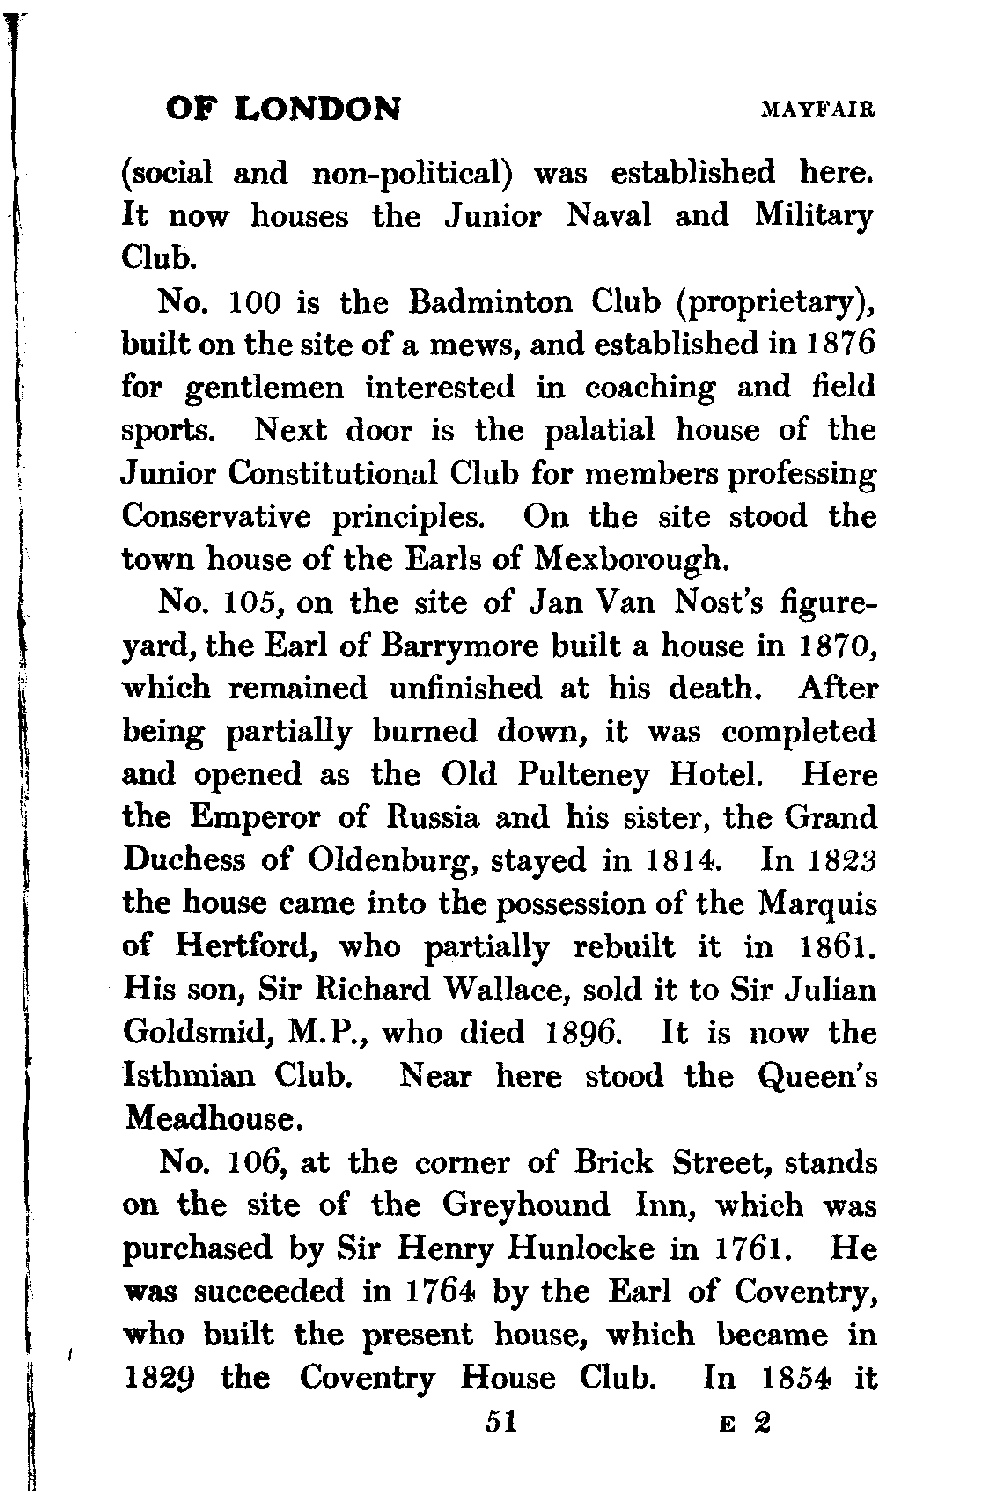 OF LONDON MAYFAIR
(social and non-political) was established here.
It now houses the Junior Naval and Military
Club.
No. 100 is the Badminton Club (proprietary),
built on the site of a mews, and established in 1876
for gentlemen interested in coaching and field
sports. Next door is the palatial house of the
Junior Constitutional Club for members professing
Conservative principles. On the site stood the
town house of the Earls of Mexborough.
No. 105, on the site of Jan Van Nost's figure-
yard, the Earl of Barrymore built a house in 1870,
which remained unfinished at his death. After
being partially burned down, it was completed
and opened as the Old Pulteney Hotel. Here
the Emperor of Russia and his sister, the Grand
Duchess of Oldenburg, stayed in 1814. In 1823
the house came into the possession of the Marquis
of Hertford, who partially rebuilt it in 1861.
His son, Sir Richard Wallace, sold it to Sir Julian
Goldsmid, M.P., who died 1896. It is now the
Isthmian Club. Near here stood the Queen's
Meadhouse.
No. 106, at the corner of Brick Street, stands
on the site of the Greyhound Inn, which was
purchased by Sir Henry Hunlocke in 1761. He
was succeeded in 1764 by the Earl of Coventry,
who built the present house, which became in
1829 the Coventry House Club. In 1854 it
51 E 2